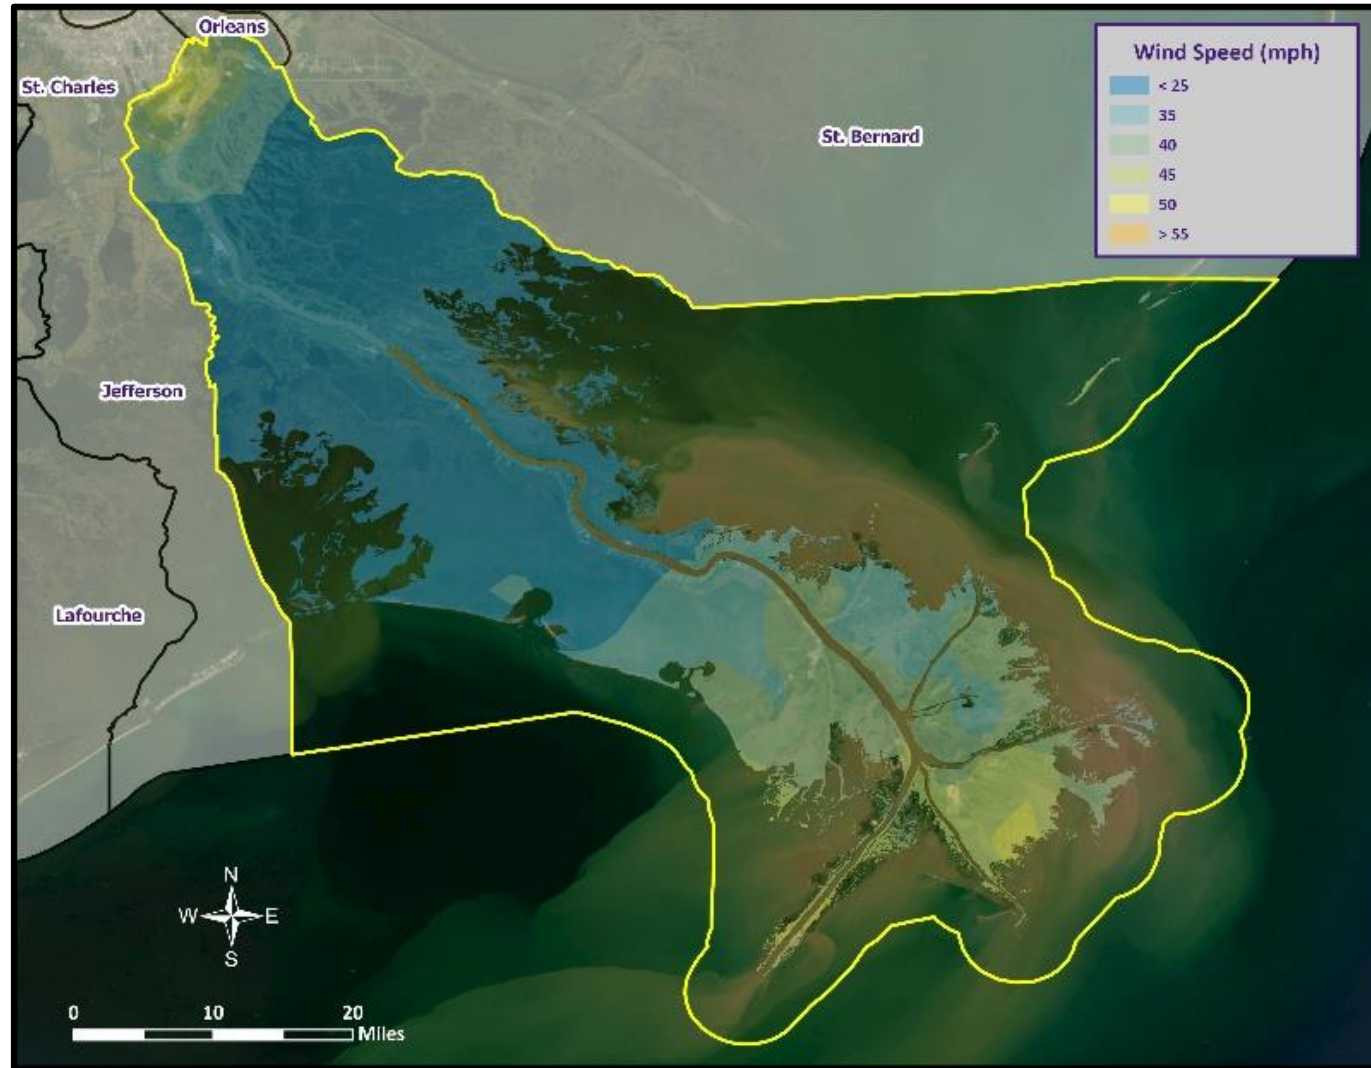 Orleans
St. Charles
St. Bernard
Jefferson
Lafourche
Wind Speed (mph)
< 25
35
40
45
50
> 55
N
W E
S
0 10 20
Miles